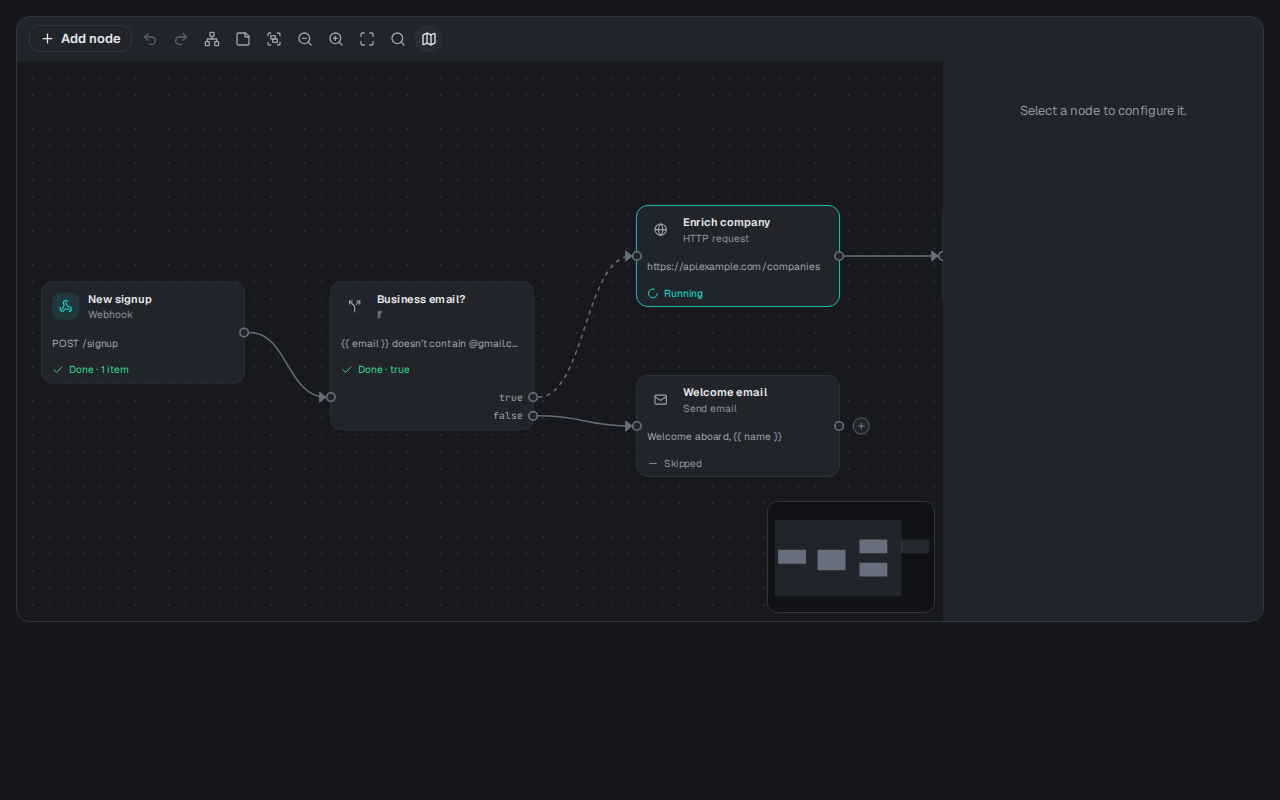 Add node
Select a node to configure it.
Enrich company
HTTP request
https://api.example.com/companies
Running
New signup
Webhook
POST /signup
Done · 1 item
Business email?
If
{{ email }} doesn't contain @gmail.c…
Done · true
true
false
Welcome email
Send email
Welcome aboard, {{ name }}
Skipped